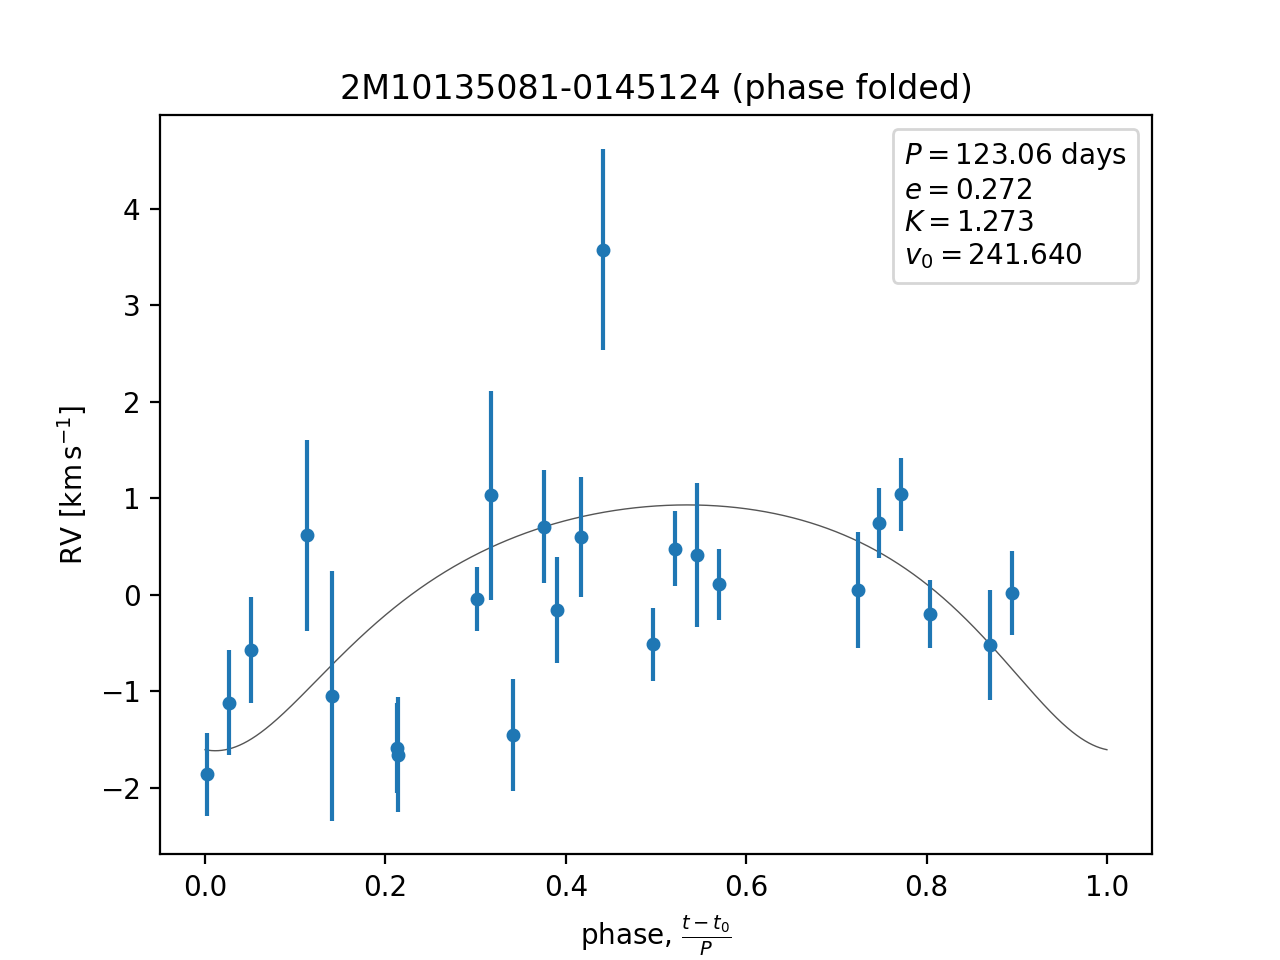 2M10135081-0145124 (phase folded)
P = 123.06 days
e = 0.272
K = 1.273
v₀ = 241.640
4
3
2
1
0
−1
−2
RV [km s⁻¹]
0.0 0.2 0.4 0.6 0.8 1.0
phase, (t − t₀)/P